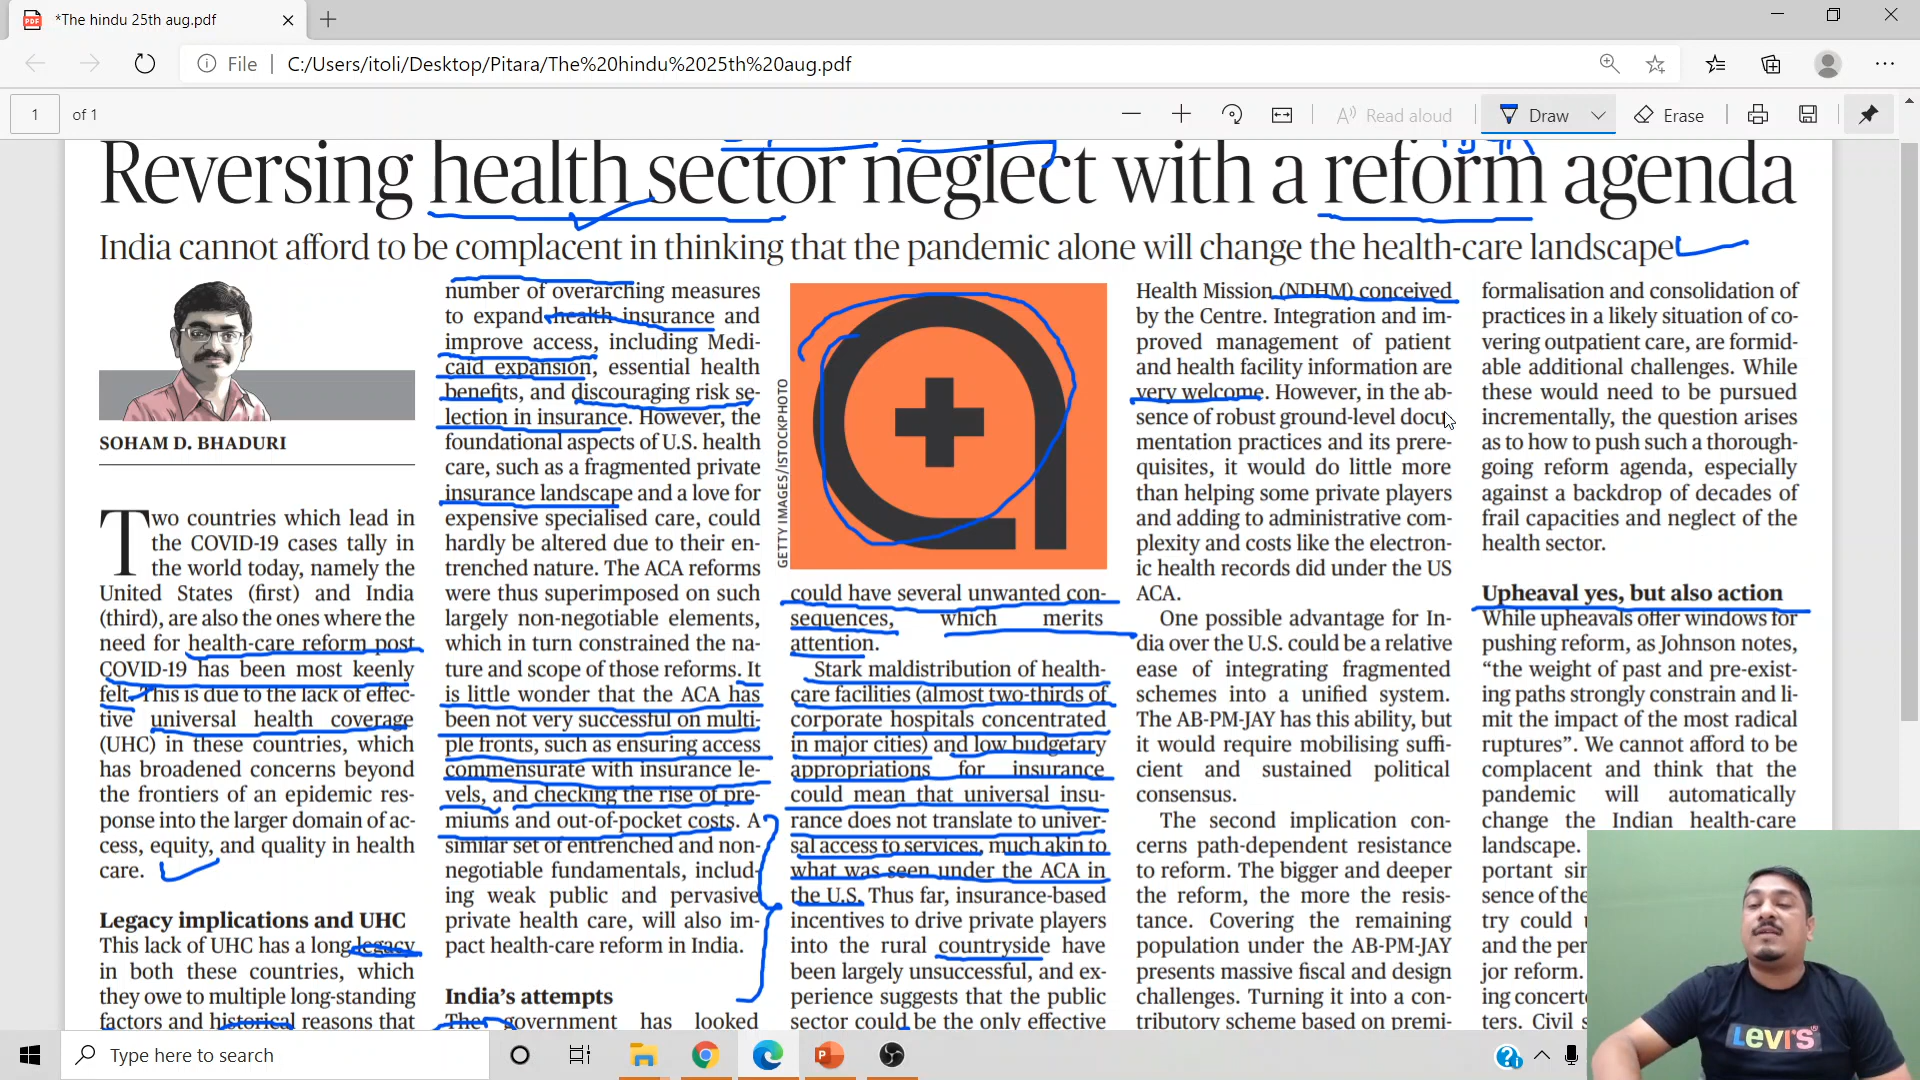 *The hindu 25th aug.pdf
File
C:/Users/itoli/Desktop/Pitara/The%20hindu%2025th%20aug.pdf
1 of 1
Read aloud
Draw
Erase
Reversing health sector neglect with a reform agenda
India cannot afford to be complacent in thinking that the pandemic alone will change the health-care landscape
SOHAM D. BHADURI
Two countries which lead in
the COVID-19 cases tally in
the world today, namely the
United States (first) and India
(third), are also the ones where the
need for health-care reform post
COVID-19 has been most keenly
felt. This is due to the lack of effec-
tive universal health coverage
(UHC) in these countries, which
has broadened concerns beyond
the frontiers of an epidemic res-
ponse into the larger domain of ac-
cess, equity, and quality in health
care.
Legacy implications and UHC
This lack of UHC has a long legacy
in both these countries, which
they owe to multiple long-standing
factors and historical reasons that
number of overarching measures
to expand health insurance and
improve access, including Medi-
caid expansion, essential health
benefits, and discouraging risk se-
lection in insurance. However, the
foundational aspects of U.S. health
care, such as a fragmented private
insurance landscape and a love for
expensive specialised care, could
hardly be altered due to their en-
trenched nature. The ACA reforms
were thus superimposed on such
largely non-negotiable elements,
which in turn constrained the na-
ture and scope of those reforms. It
is little wonder that the ACA has
been not very successful on multi-
ple fronts, such as ensuring access
commensurate with insurance le-
vels, and checking the rise of pre-
miums and out-of-pocket costs. A
similar set of entrenched and non-
negotiable fundamentals, includ-
ing weak public and pervasive
private health care, will also im-
pact health-care reform in India.
India's attempts
The government has looked
GETTY IMAGES/ISTOCKPHOTO
could have several unwanted con-
sequences, which merits
attention.
Stark maldistribution of health-
care facilities (almost two-thirds of
corporate hospitals concentrated
in major cities) and low budgetary
appropriations for insurance
could mean that universal insu-
rance does not translate to univer-
sal access to services, much akin to
what was seen under the ACA in
the U.S. Thus far, insurance-based
incentives to drive private players
into the rural countryside have
been largely unsuccessful, and ex-
perience suggests that the public
sector could be the only effective
Health Mission (NDHM) conceived
by the Centre. Integration and im-
proved management of patient
and health facility information are
very welcome. However, in the ab-
sence of robust ground-level docu-
mentation practices and its prere-
quisites, it would do little more
than helping some private players
and adding to administrative com-
plexity and costs like the electron-
ic health records did under the US
ACA.
One possible advantage for In-
dia over the U.S. could be a relative
ease of integrating fragmented
schemes into a unified system.
The AB-PM-JAY has this ability, but
it would require mobilising suffi-
cient and sustained political
consensus.
The second implication con-
cerns path-dependent resistance
to reform. The bigger and deeper
the reform, the more the resis-
tance. Covering the remaining
population under the AB-PM-JAY
presents massive fiscal and design
challenges. Turning it into a con-
tributory scheme based on premi-
formalisation and consolidation of
practices in a likely situation of co-
vering outpatient care, are formid-
able additional challenges. While
these would need to be pursued
incrementally, the question arises
as to how to push such a thorough-
going reform agenda, especially
against a backdrop of decades of
frail capacities and neglect of the
health sector.
Upheaval yes, but also action
While upheavals offer windows for
pushing reform, as Johnson notes,
"the weight of past and pre-exist-
ing paths strongly constrain and li-
mit the impact of the most radical
ruptures". We cannot afford to be
complacent and think that the
pandemic will automatically
change the Indian health-care
landscape.
portant
sence of the
try could
and the per
jor reform.
ing concert
ters. Civil
LEVI'S
Type here to search